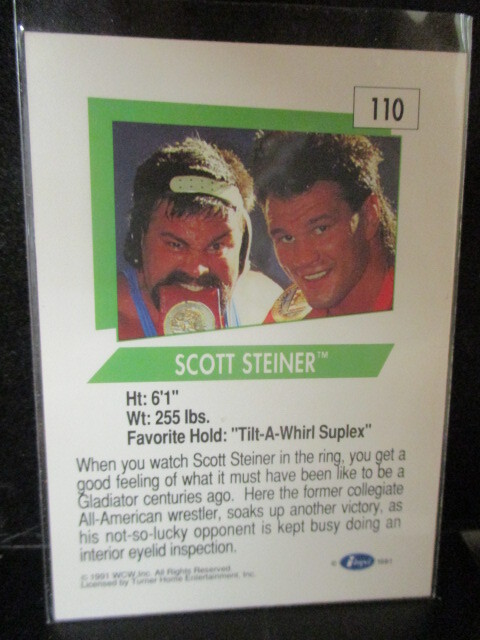 110
SCOTT STEINER™
Ht: 6'1"
Wt: 255 lbs.
Favorite Hold: "Tilt-A-Whirl Suplex"
When you watch Scott Steiner in the ring, you get a
good feeling of what it must have been like to be a
Gladiator centuries ago. Here the former collegiate
All-American wrestler, soaks up another victory, as
his not-so-lucky opponent is kept busy doing an
interior eyelid inspection.
© 1991 WCW, Inc. All Rights Reserved
Licensed by Turner Home Entertainment, Inc.
© impel 1991